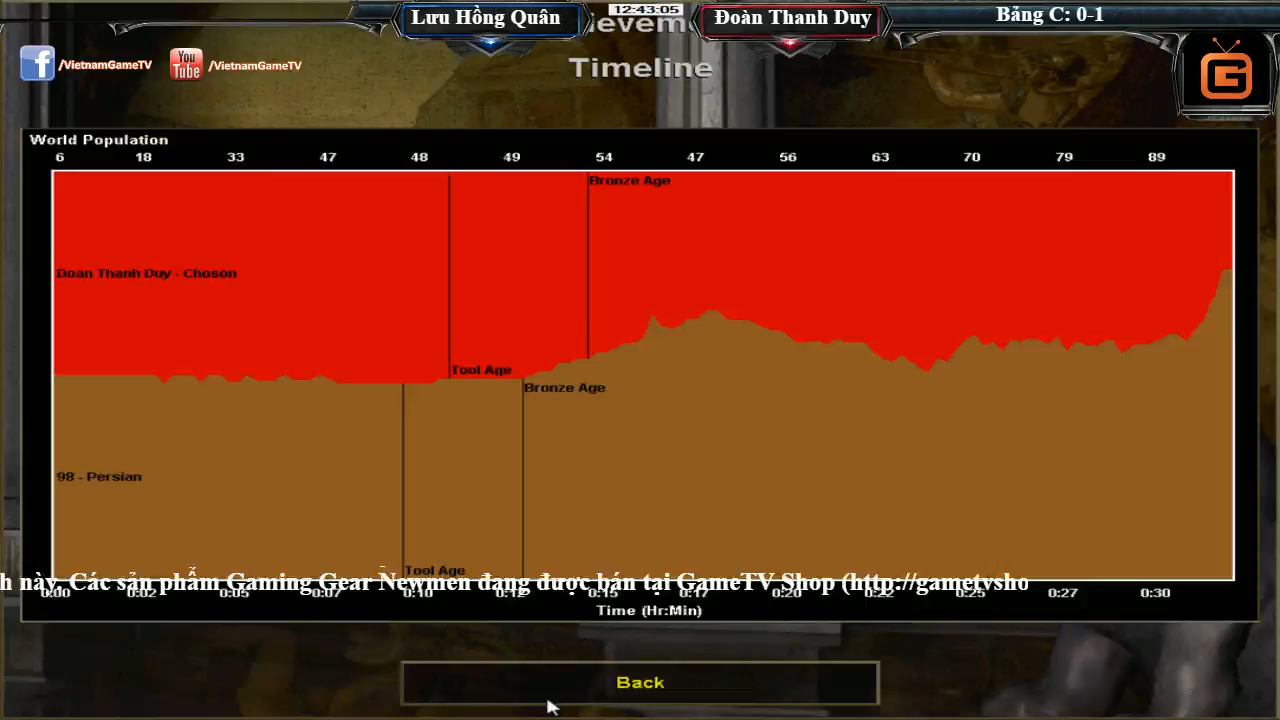 12:43:05
Lưu Hồng Quân
Đoàn Thanh Duy
Bảng C: 0-1
/VietnamGameTV
You Tube /VietnamGameTV
Timeline
World Population
6 18 33 47 48 49 54 47 56 63 70 79 89
Bronze Age
Doan Thanh Duy - Choson
Tool Age
Bronze Age
98 - Persian
Tool Age
h này. Các sản phẩm Gaming Gear Newmen đang được bán tại GameTV Shop (http://gametvsho
0:00 0:02 0:05 0:07 0:10 0:12 0:15 0:17 0:20 0:22 0:25 0:27 0:30
Time (Hr:Min)
Back